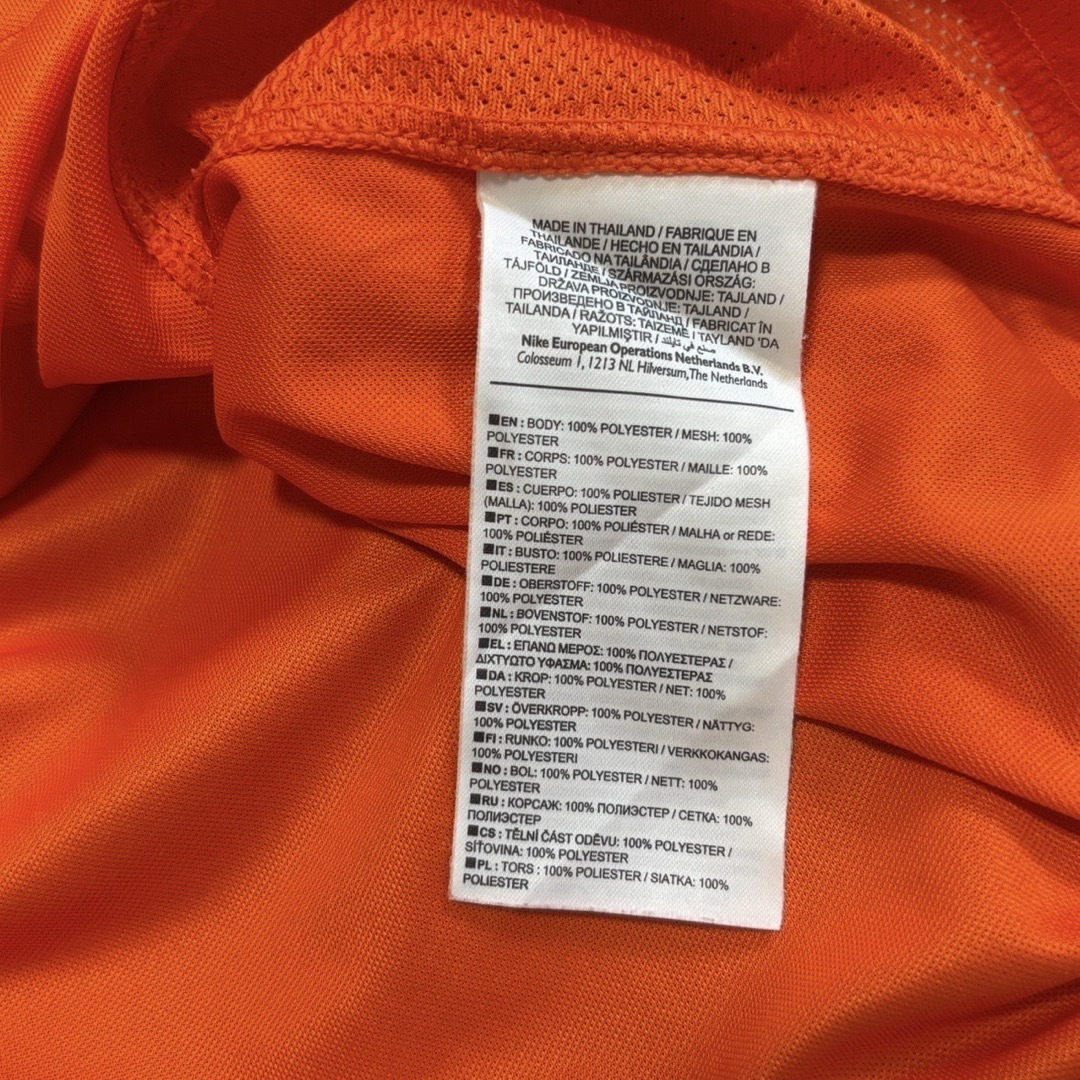 MADE IN THAILAND / FABRIQUE EN
THAILANDE / HECHO EN TAILANDIA /
FABRICADO NA TAILÂNDIA / СДЕЛАНО В
ТАИЛАНДЕ / SZÁRMAZÁSI ORSZÁG:
TÁJFÖLD / ZEMLJA PROIZVODNJE: TAJLAND /
DRŽAVA PROIZVODNJE: TAJLAND /
ПРОИЗВЕДЕНО В ТАЙЛАНД / FABRICAT ÎN
TAILANDA / RAŽOTS: TAIZEME / TAYLAND 'DA
YAPILMIŞTIR / صنع في تايلند
Nike European Operations Netherlands B.V.
Colosseum 1, 1213 NL Hilversum, The Netherlands
■EN : BODY: 100% POLYESTER / MESH: 100%
POLYESTER
■FR : CORPS: 100% POLYESTER / MAILLE: 100%
POLYESTER
■ES : CUERPO: 100% POLIESTER / TEJIDO MESH
(MALLA): 100% POLIESTER
■PT : CORPO: 100% POLIÉSTER / MALHA or REDE:
100% POLIÉSTER
■IT : BUSTO: 100% POLIESTERE / MAGLIA: 100%
POLIESTERE
■DE : OBERSTOFF: 100% POLYESTER / NETZWARE:
100% POLYESTER
■NL : BOVENSTOF: 100% POLYESTER / NETSTOF:
100% POLYESTER
■EL : ΕΠΑΝΩ ΜΕΡΟΣ: 100% ΠΟΛΥΕΣΤΕΡΑΣ /
ΔΙΧΤΥΩΤΟ ΥΦΑΣΜΑ: 100% ΠΟΛΥΕΣΤΕΡΑΣ
■DA : KROP: 100% POLYESTER / NET: 100%
POLYESTER
■SV : ÖVERKROPP: 100% POLYESTER / NÄTTYG:
100% POLYESTER
■FI : RUNKO: 100% POLYESTERI / VERKKOKANGAS:
100% POLYESTERI
■NO : BOL: 100% POLYESTER / NETT: 100%
POLYESTER
■RU : КОРСАЖ: 100% ПОЛИЭСТЕР / СЕТКА: 100%
ПОЛИЭСТЕР
■CS : TĚLNÍ ČÁST ODĚVU: 100% POLYESTER /
SÍŤOVINA: 100% POLYESTER
■PL : TORS : 100% POLIESTER / SIATKA: 100%
POLIESTER